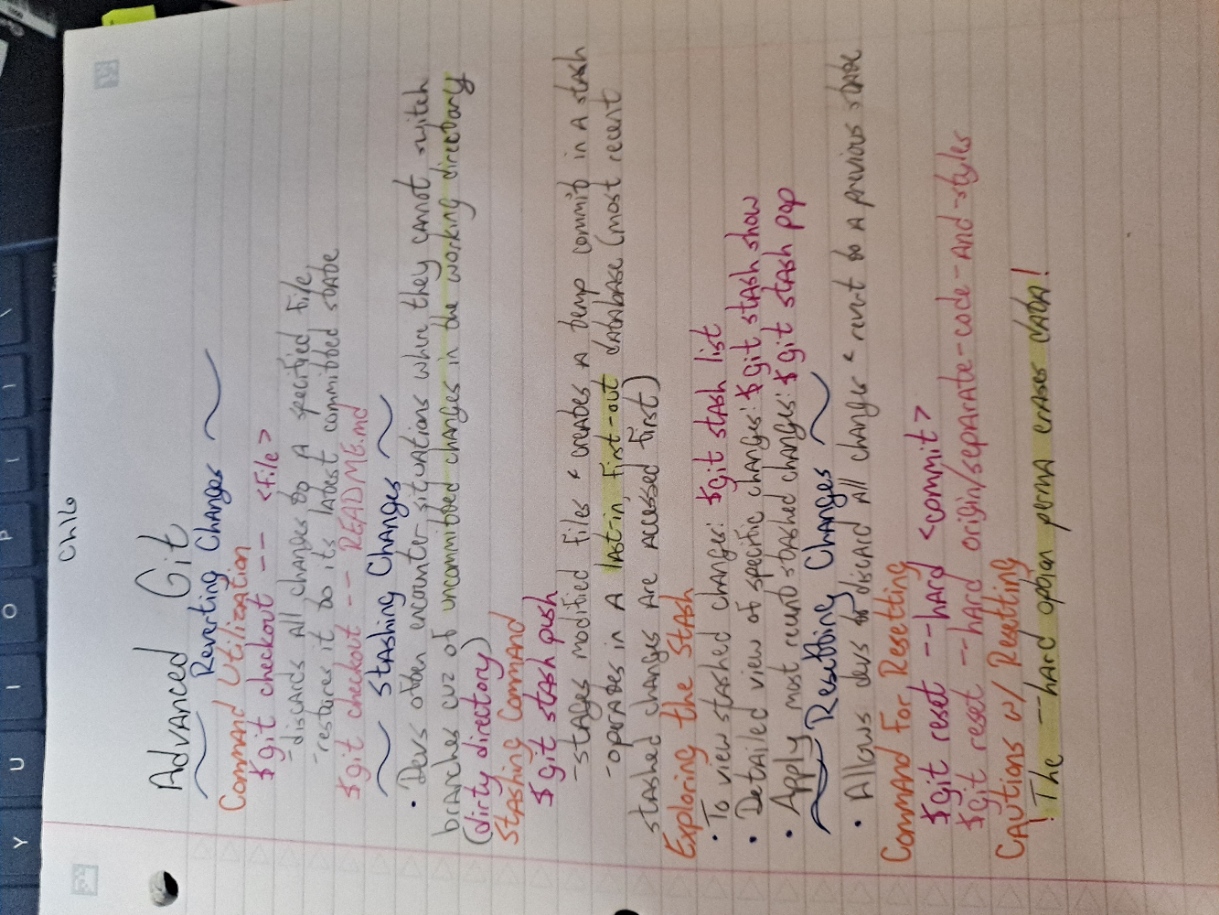 Y U I O P [ ] \
Ch16
Advanced Git
Reverting Changes
Command Utilization
$git checkout -- <file>
-discards all changes to a specified file,
-restores it to its latest committed state
$git checkout -- README.md
Stashing Changes
• Devs often encounter situations where they cannot switch
branches cuz of uncommitted changes in the working directory
(dirty directory)
Stashing Command
$ git stash push
-stages modified files & creates a temp commit in a stash
-operates in a last-in, first-out database (most recent
stashed changes are accessed first)
Exploring the Stash
• To view stashed changes: $git stash list
• Detailed view of specific changes: $git stash show
• Apply most recent stashed changes: $ git stash pop
Resetting Changes
• Allows devs to discard all changes & revert to a previous state
Command For Resetting
$git reset --hard <commit>
$git reset --hard origin/separate-code-and-styles
Cautions w/ Resetting
! The --hard option perma erases data!